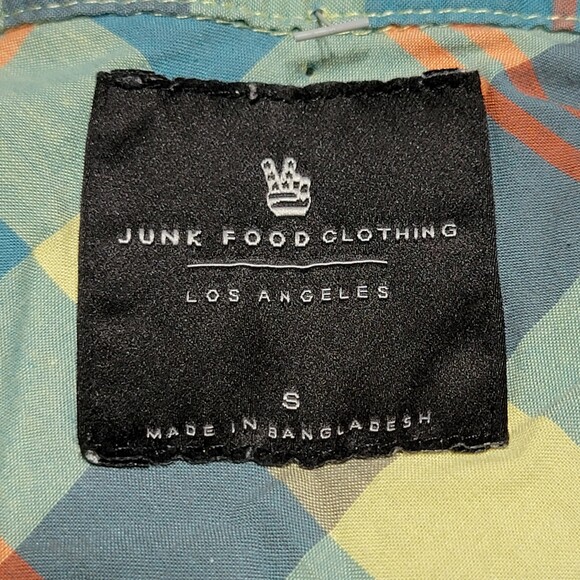 JUNK FOOD CLOTHING
LOS ANGELES
S
MADE IN BANGLADESH